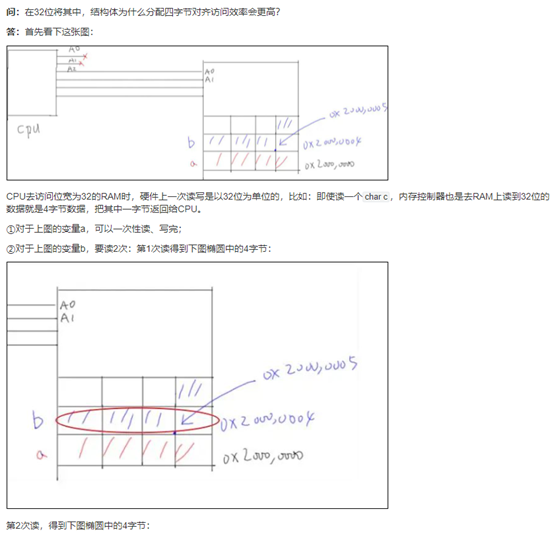 问：在32位将其中，结构体为什么分配四字节对齐访问效率会更高？
答：首先看下这张图：
A0
A1
A2
A0
A1
CPU
0x2000,0005
b
0x2000,0004
a
0x2000,0000
CPU去访问位宽为32的RAM时，硬件上一次读写是以32位为单位的，比如：即使读一个 char c，内存控制器也是去RAM上读到32位的
数据就是4字节数据，把其中一字节返回给CPU。
①对于上图的变量a，可以一次性读、写完；
②对于上图的变量b，要读2次：第1次读得到下图椭圆中的4字节：
A0
A1
0x2000,0005
b
0x2000,0004
a
0x2000,0000
第2次读，得到下图椭圆中的4字节：